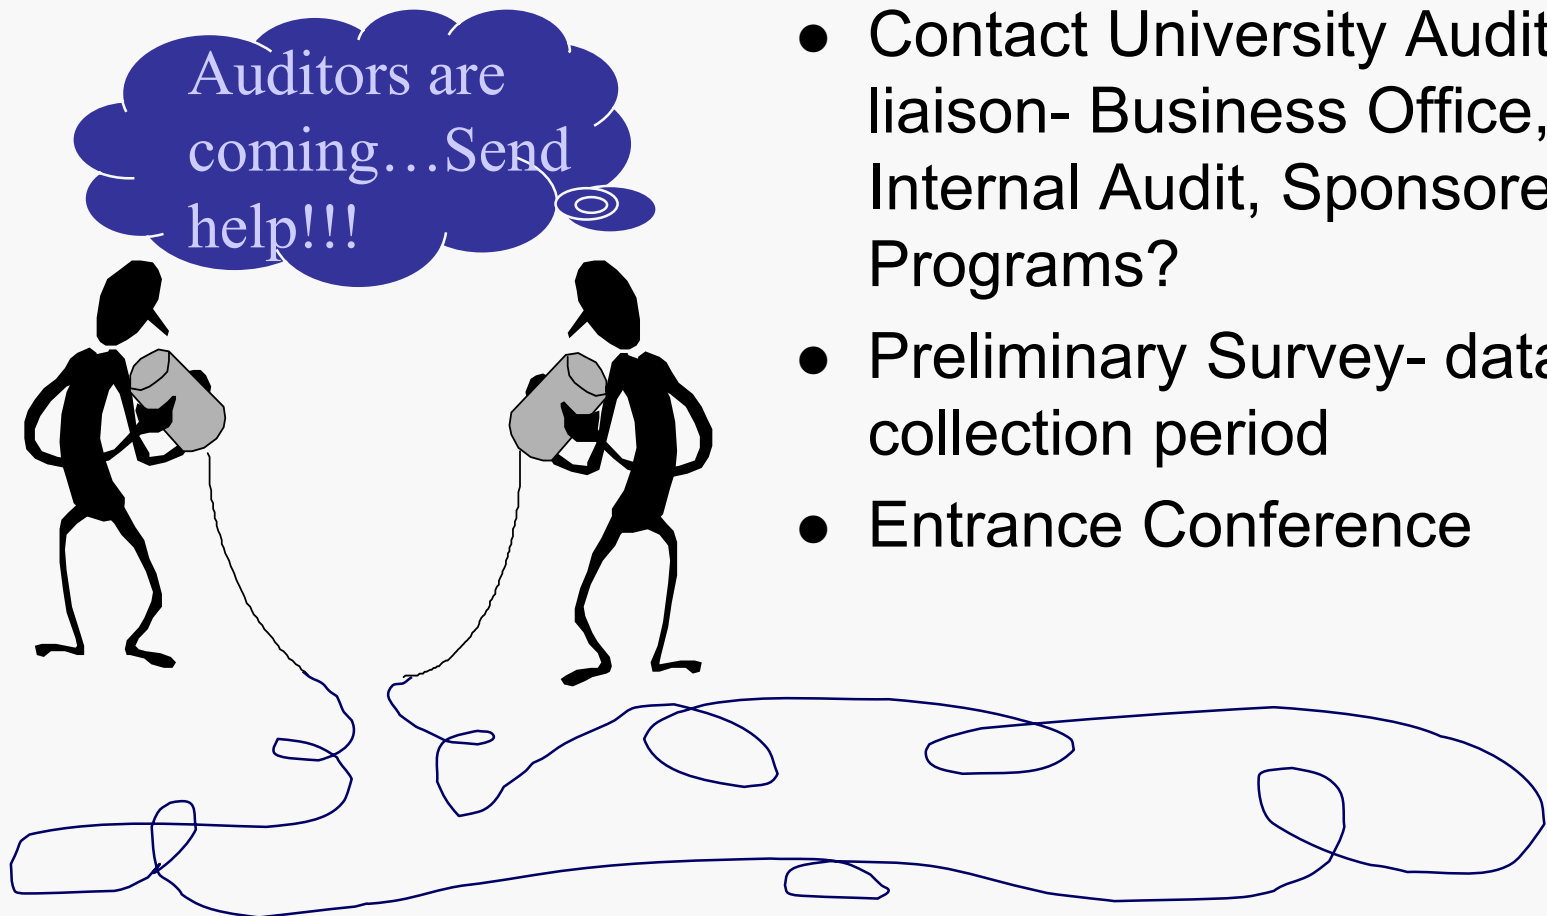 Auditors are
coming…Send
help!!!
● Contact University Audit
liaison- Business Office,
Internal Audit, Sponsore
Programs?
● Preliminary Survey- data
collection period
● Entrance Conference